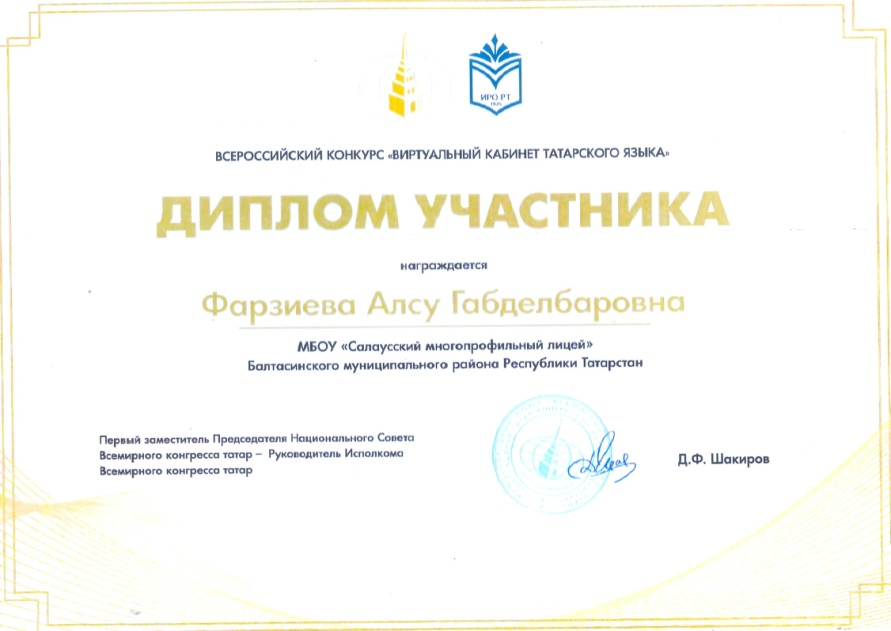 ИРО РТ
ВСЕРОССИЙСКИЙ КОНКУРС «ВИРТУАЛЬНЫЙ КАБИНЕТ ТАТАРСКОГО ЯЗЫКА»
ДИПЛОМ УЧАСТНИКА
награждается
Фарзиева Алсу Габделбаровна
МБОУ «Салаусский многопрофильный лицей»
Балтасинского муниципального района Республики Татарстан
Первый заместитель Председателя Национального Совета
Всемирного конгресса татар – Руководитель Исполкома
Всемирного конгресса татар
Д.Ф. Шакиров